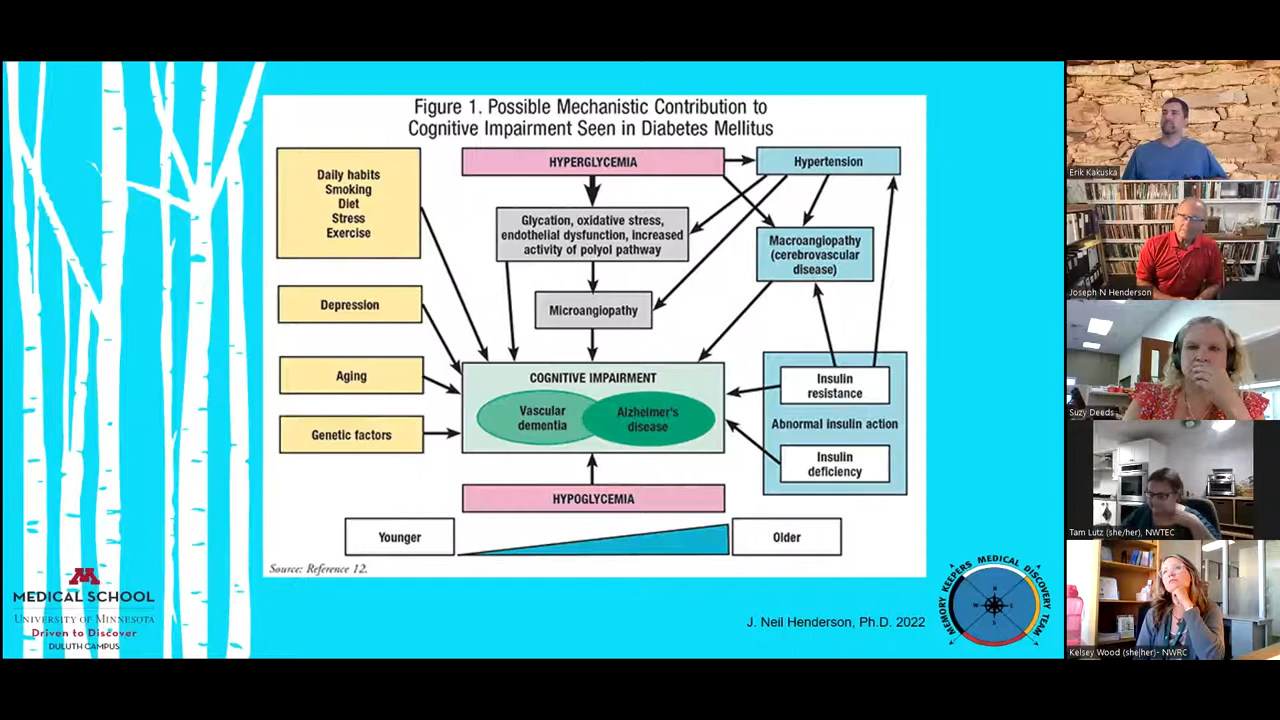 Figure 1. Possible Mechanistic Contribution to
Cognitive Impairment Seen in Diabetes Mellitus
Daily habits
Smoking
Diet
Stress
Exercise
Depression
Aging
Genetic factors
HYPERGLYCEMIA
Glycation, oxidative stress,
endothelial dysfunction, increased
activity of polyol pathway
Microangiopathy
Hypertension
Macroangiopathy
(cerebrovascular
disease)
COGNITIVE IMPAIRMENT
Vascular
dementia
Alzheimer's
disease
Insulin
resistance
Abnormal insulin action
Insulin
deficiency
HYPOGLYCEMIA
Younger
Older
Source: Reference 12.
M
MEDICAL SCHOOL
UNIVERSITY OF MINNESOTA
Driven to Discover
DULUTH CAMPUS
J. Neil Henderson, Ph.D. 2022
MEMORY KEEPERS MEDICAL DISCOVERY TEAM
N
W
E
S
Erik Kakuska
Joseph N Henderson
Suzy Deeds
Tam Lutz (she/her), NWTEC
Kelsey Wood (she|her)- NWRC